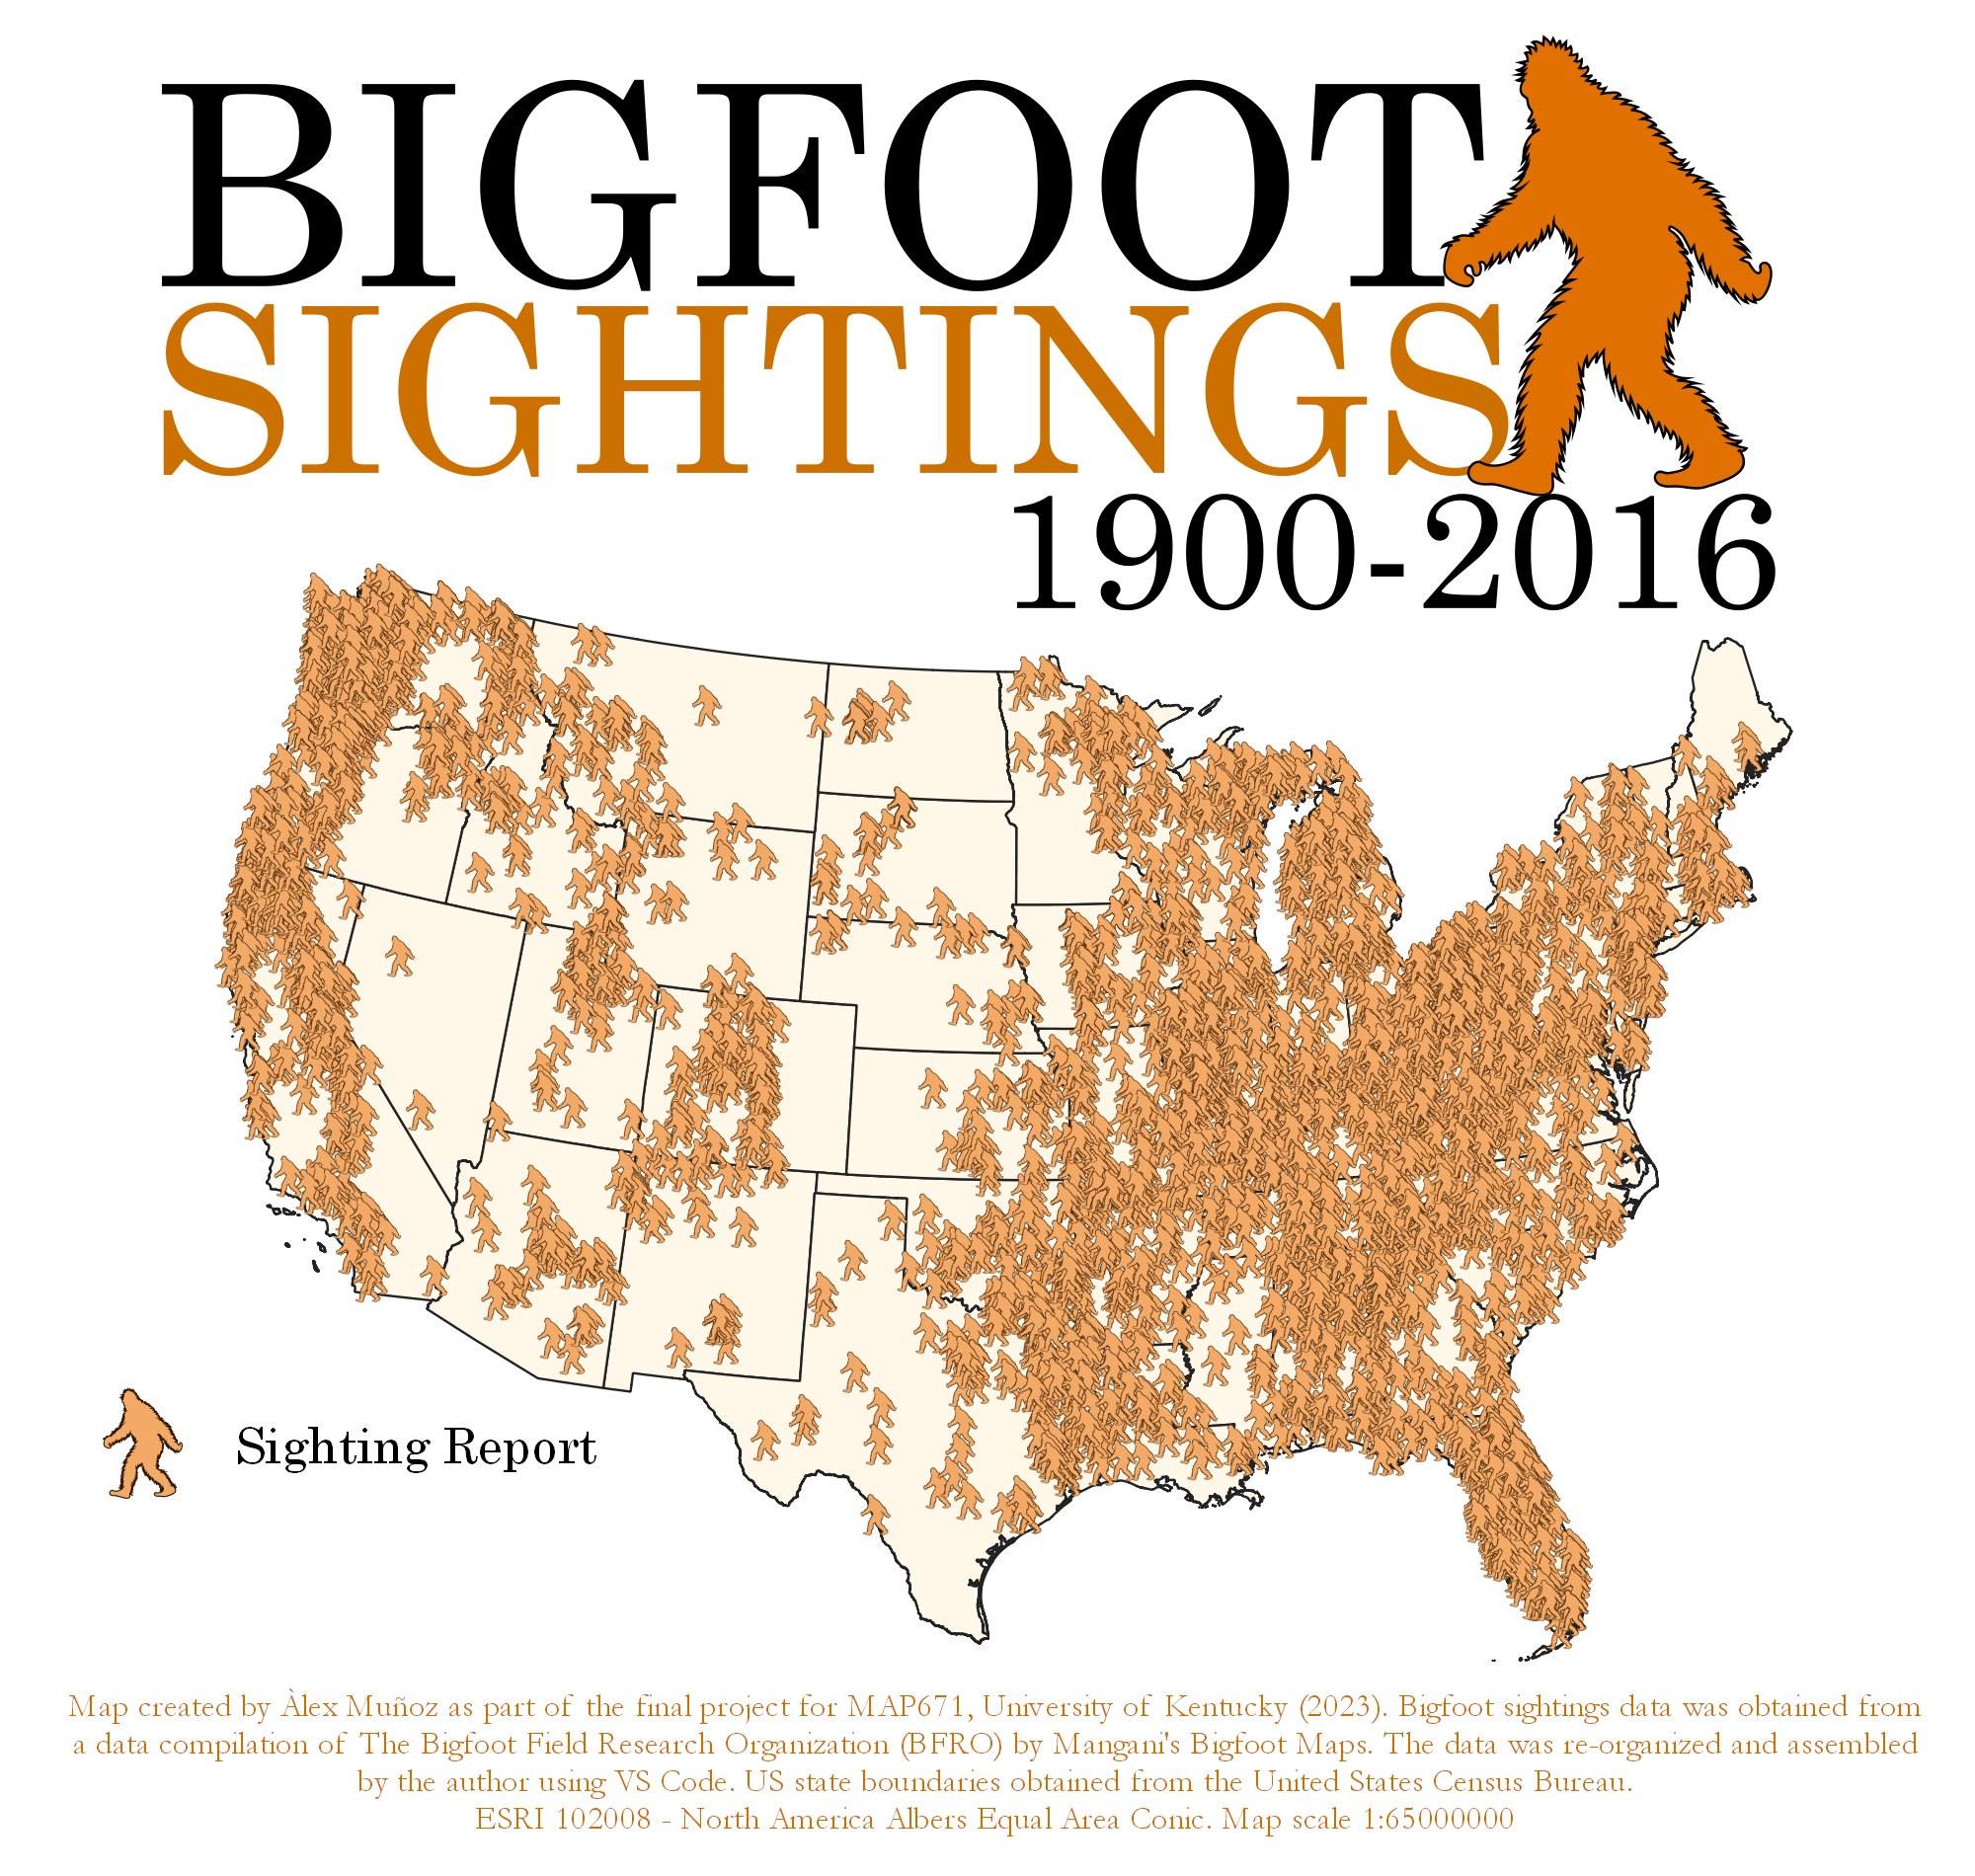 BIGFOOT
SIGHTINGS
1900-2016
Sighting Report
Map created by Àlex Muñoz as part of the final project for MAP671, University of Kentucky (2023). Bigfoot sightings data was obtained from
a data compilation of The Bigfoot Field Research Organization (BFRO) by Mangani's Bigfoot Maps. The data was re-organized and assembled
by the author using VS Code. US state boundaries obtained from the United States Census Bureau.
ESRI 102008 - North America Albers Equal Area Conic. Map scale 1:65000000